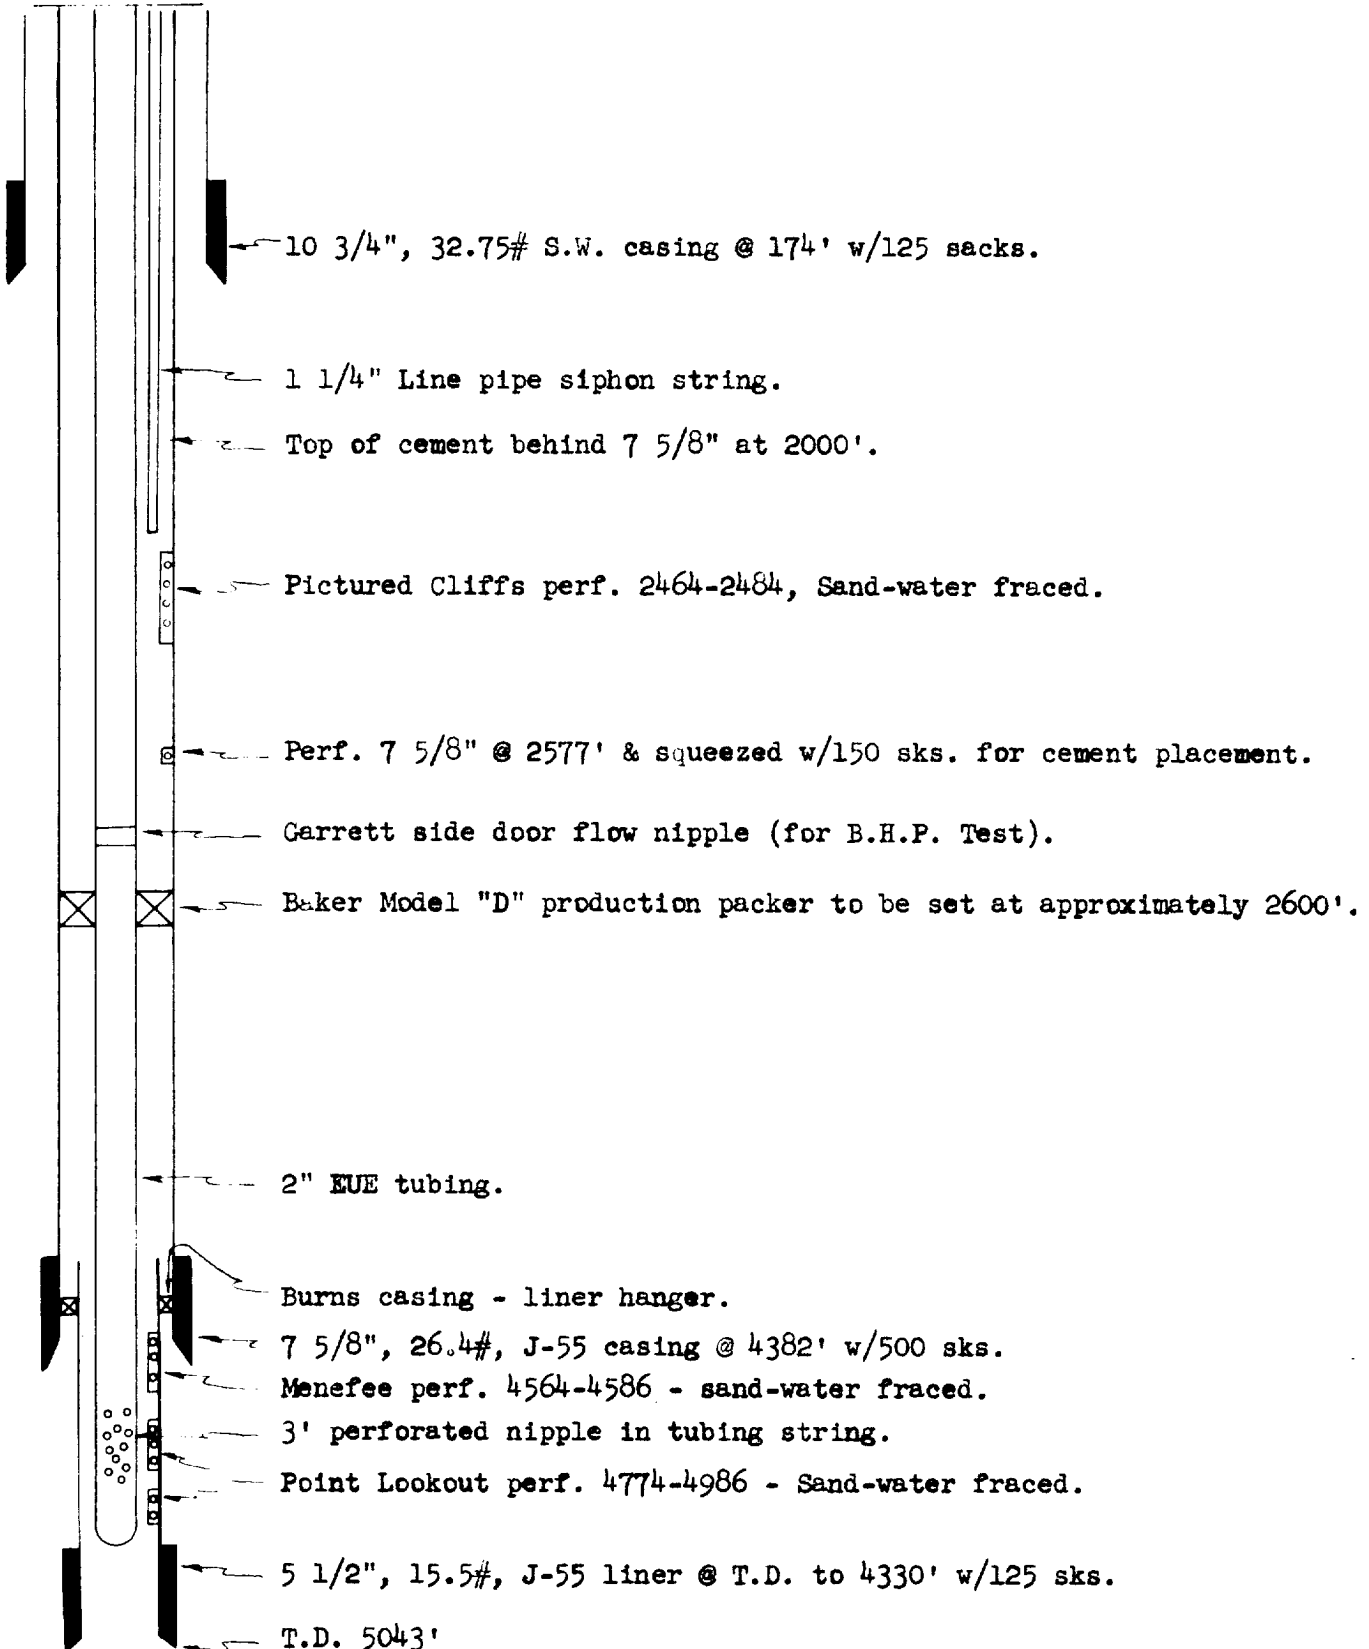 10 3/4", 32.75# S.W. casing @ 174' w/125 sacks.
1 1/4" Line pipe siphon string.
Top of cement behind 7 5/8" at 2000'.
Pictured Cliffs perf. 2464-2484, Sand-water fraced.
Perf. 7 5/8" @ 2577' & squeezed w/150 sks. for cement placement.
Garrett side door flow nipple (for B.H.P. Test).
Baker Model "D" production packer to be set at approximately 2600'.
2" EUE tubing.
Burns casing - liner hanger.
7 5/8", 26.4#, J-55 casing @ 4382' w/500 sks.
Menefee perf. 4564-4586 - sand-water fraced.
3' perforated nipple in tubing string.
Point Lookout perf. 4774-4986 - Sand-water fraced.
5 1/2", 15.5#, J-55 liner @ T.D. to 4330' w/125 sks.
T.D. 5043'